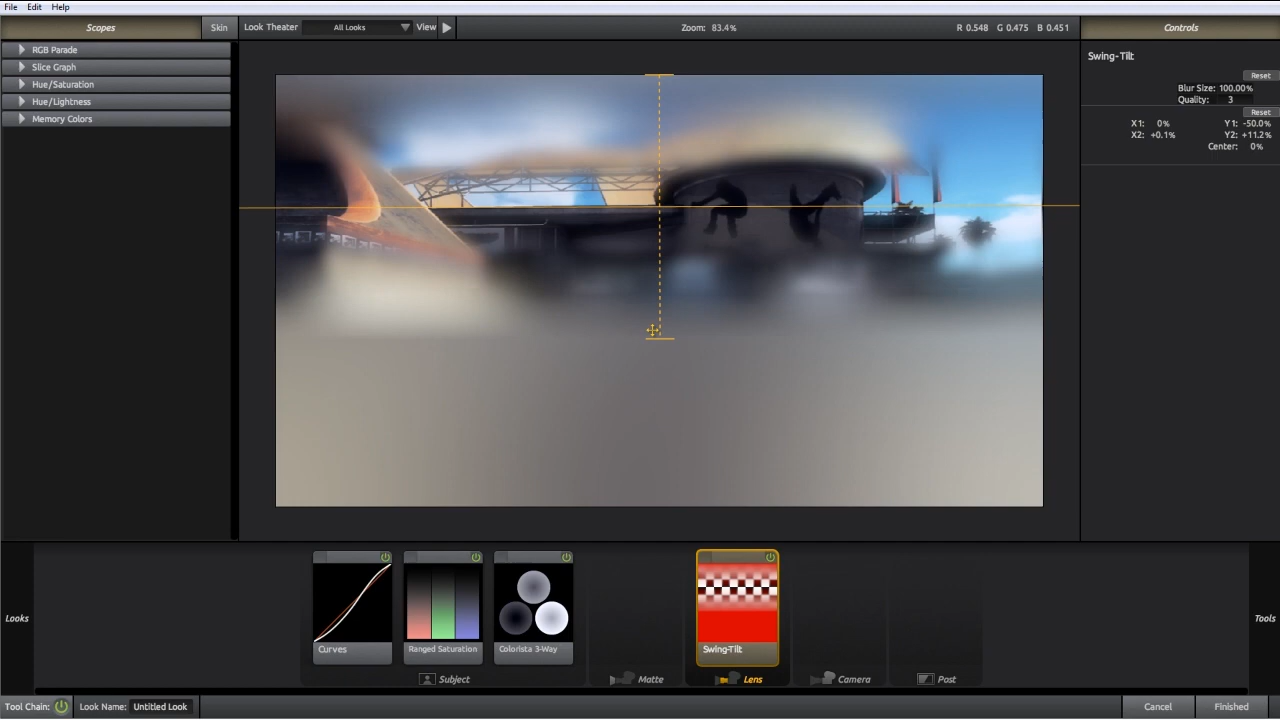 File Edit Help
Scopes Skin Look Theater All Looks View Zoom: 83.4% R 0.548 G 0.475 B 0.451 Controls
RGB Parade
Slice Graph
Hue/Saturation
Hue/Lightness
Memory Colors
Swing-Tilt
Reset
Blur Size: 100.00%
Quality: 3
Reset
X1: 0% Y1: -50.0%
X2: +0.1% Y2: +11.2%
Center: 0%
Looks
Curves
Ranged Saturation
Colorista 3-Way
Swing-Tilt
Tools
Subject Matte Lens Camera Post
Tool Chain: Look Name: Untitled Look Cancel Finished